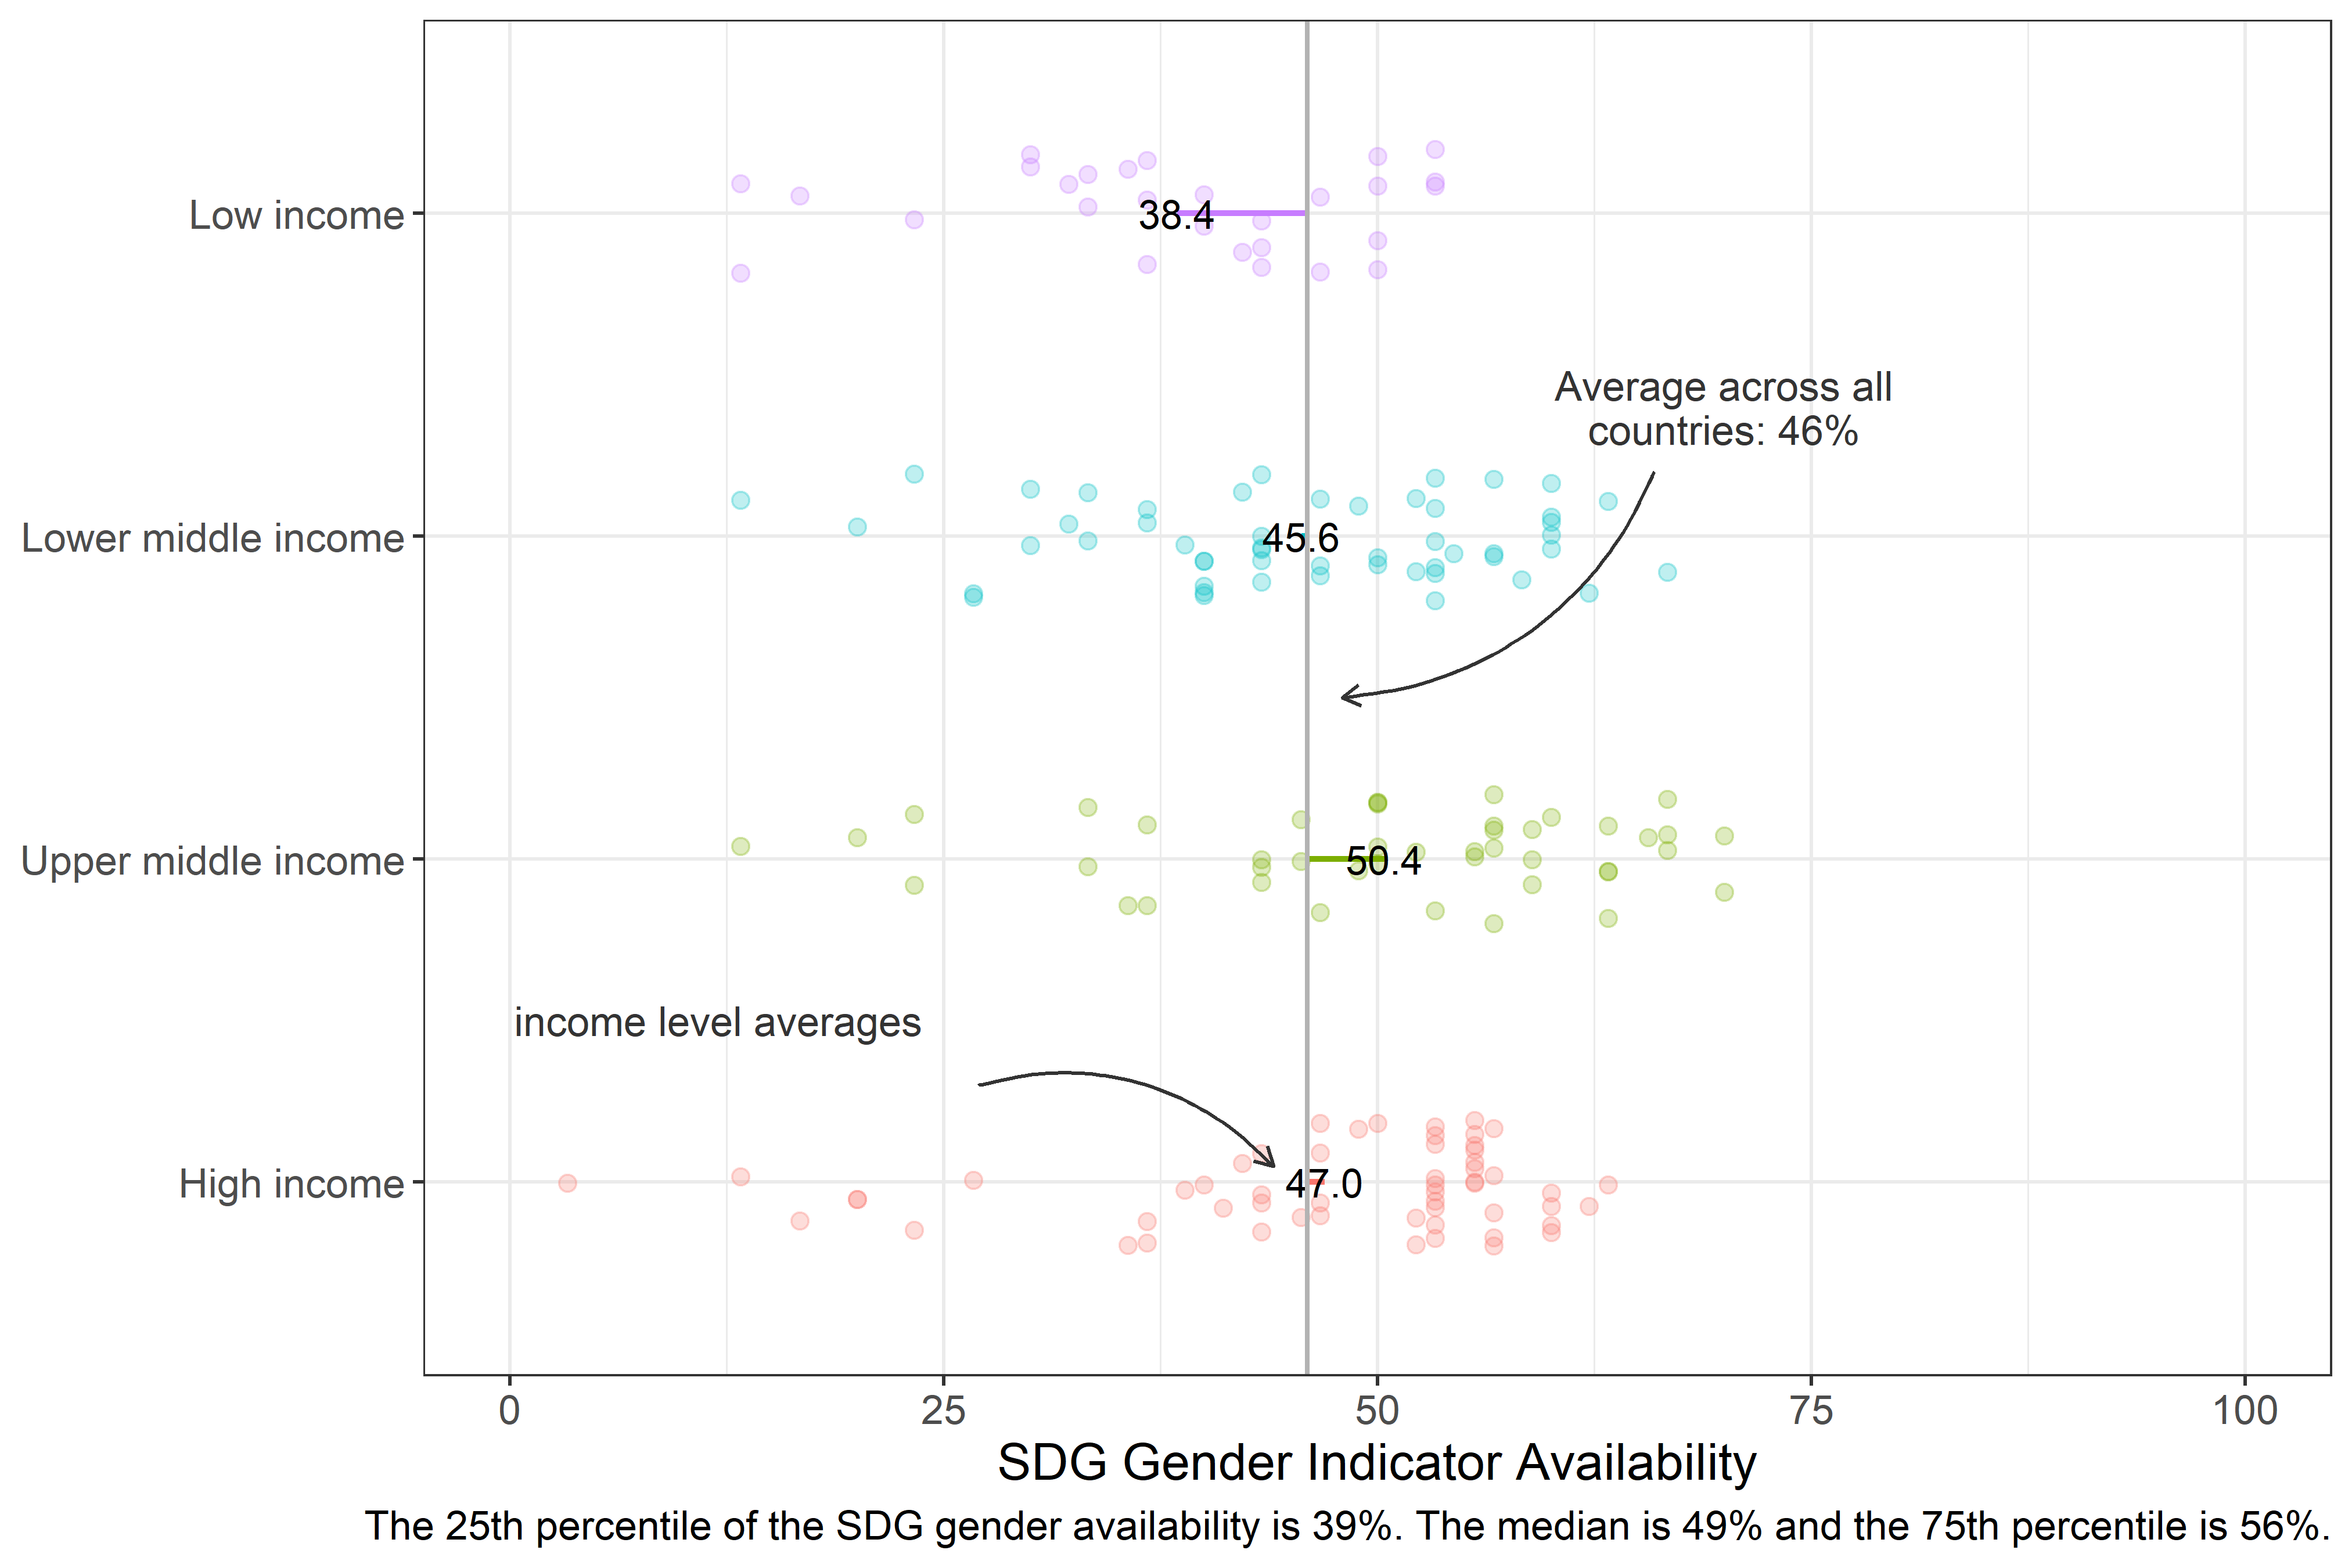 Low income
38.4
Average across all
countries: 46%
Lower middle income
45.6
Upper middle income
50.4
income level averages
High income
47.0
0 25 50 75 100
SDG Gender Indicator Availability
The 25th percentile of the SDG gender availability is 39%. The median is 49% and the 75th percentile is 56%.